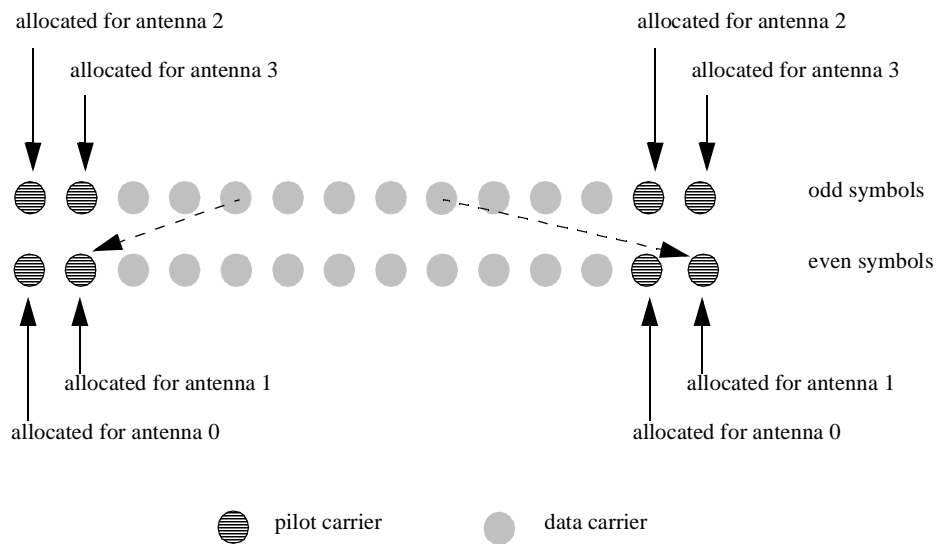 allocated for antenna 2
allocated for antenna 2
allocated for antenna 3
allocated for antenna 3
odd symbols
even symbols
allocated for antenna 1
allocated for antenna 1
allocated for antenna 0
allocated for antenna 0
pilot carrier
data carrier